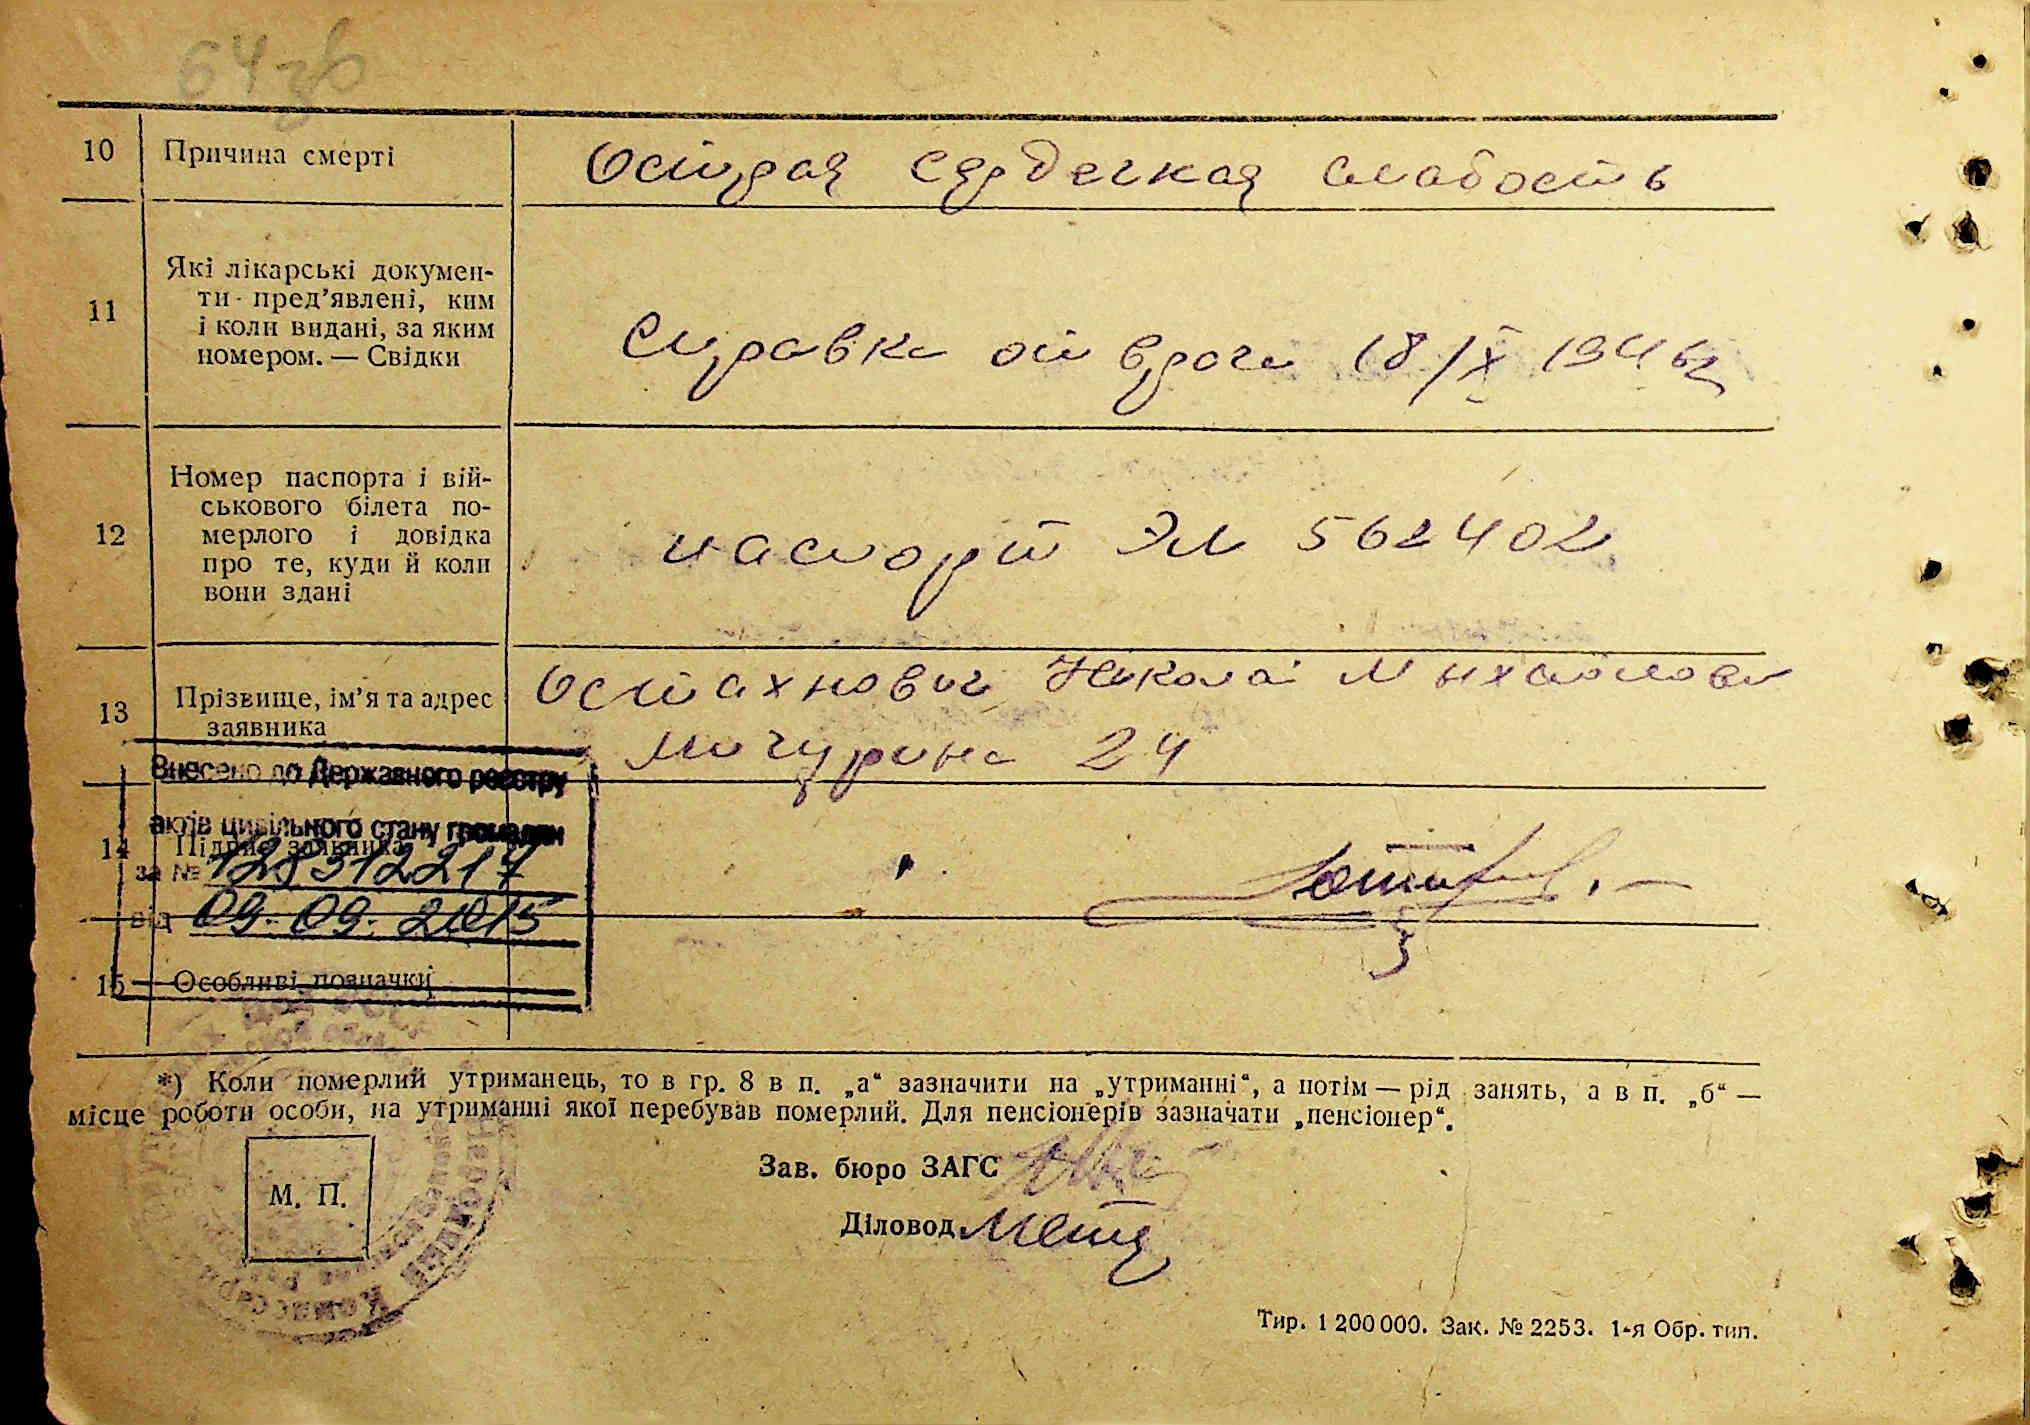 64зв
10 Причина смерті Острая сердечная слабость
11 Які лікарські докумен-
ти пред’явлені, ким
і коли видані, за яким
номером. — Свідки
Справка от врача 18/X 1946г
12 Номер паспорта і вій-
ськового білета по-
мерлого і довідка
про те, куди й коли
вони здані
паспорт ЭЛ 562402
13 Прізвище, ім’я та адрес
заявника
Остахнович Николай Михайлович
Мичурина 24
Внесено до Державного реєстру
актів цивільного стану громадян
14 Підпис заявника
за № 128312217
від 09.09.2015
15 Особливі позначки
*) Коли померлий утриманець, то в гр. 8 в п. „а“ зазначити на „утриманні“, а потім — рід занять, а в п. „б“ —
місце роботи особи, на утриманні якої перебував померлий. Для пенсіонерів зазначати „пенсіонер“.
Зав. бюро ЗАГС
М. П.
Діловод
Тир. 1 200 000. Зак. № 2253. 1-я Обр. тип.